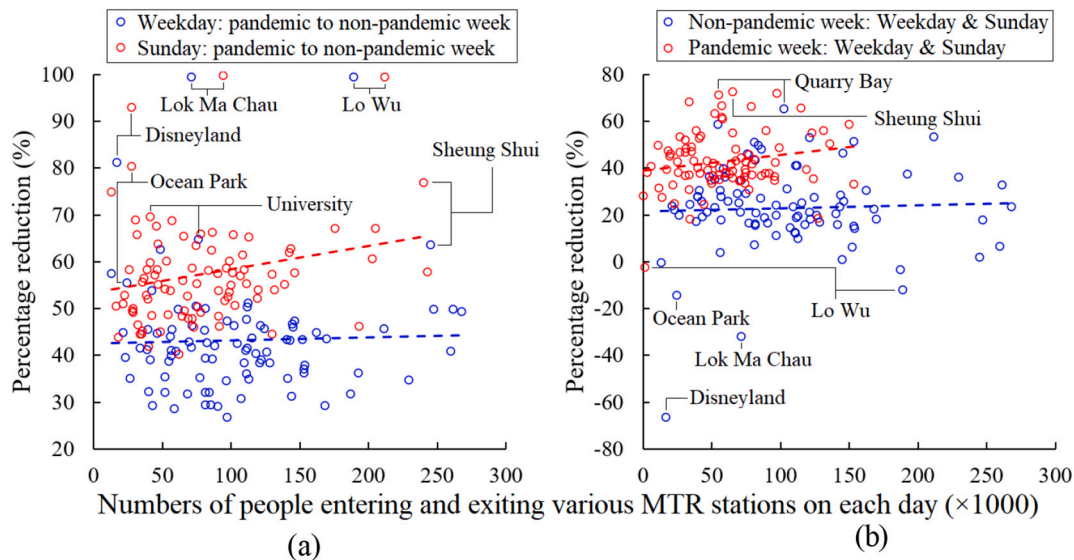 Weekday: pandemic to non-pandemic week
Sunday: pandemic to non-pandemic week
Percentage reduction (%)
100
90
80
70
60
50
40
30
20
0
50
100
150
200
250
300
Lok Ma Chau
Lo Wu
Disneyland
Sheung Shui
Ocean Park
University
Non-pandemic week: Weekday & Sunday
Pandemic week: Weekday & Sunday
Percentage reduction (%)
80
60
40
20
0
-20
-40
-60
-80
0
50
100
150
200
250
300
Quarry Bay
Sheung Shui
Lo Wu
Ocean Park
Lok Ma Chau
Disneyland
Numbers of people entering and exiting various MTR stations on each day (×1000)
(a)
(b)